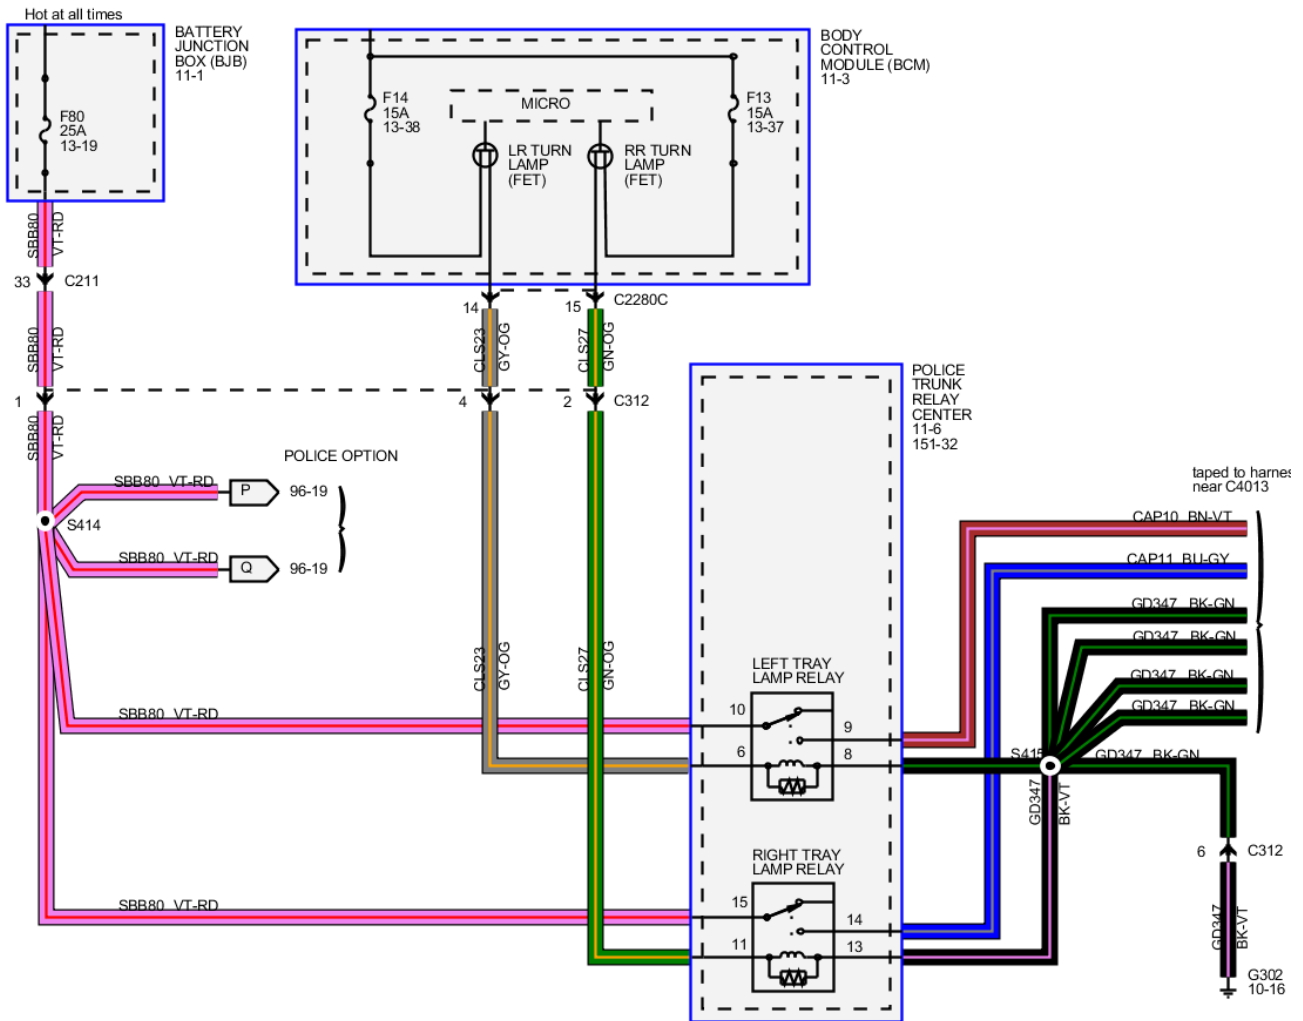 Hot at all times
BATTERY
JUNCTION
BOX (BJB)
11-1
F80
25A
13-19
BODY
CONTROL
MODULE (BCM)
11-3
F14
15A
13-38
MICRO
F13
15A
13-37
LR TURN
LAMP
(FET)
RR TURN
LAMP
(FET)
SBB80
VT-RD
33
C211
SBB80
VT-RD
14
15
C2280C
CLS23
GY-OG
CLS27
GN-OG
1
4
2
C312
SBB80
VT-RD
POLICE
TRUNK
RELAY
CENTER
11-6
151-32
POLICE OPTION
SBB80 VT-RD
P
96-19
S414
SBB80 VT-RD
Q
96-19
taped to harnes
near C4013
CAP10 BN-VT
CAP11 BU-GY
GD347 BK-GN
GD347 BK-GN
GD347 BK-GN
GD347 BK-GN
CLS23
GY-OG
CLS27
GN-OG
LEFT TRAY
LAMP RELAY
SBB80 VT-RD
10
9
6
8
S415
GD347 BK-GN
GD347
BK-VT
6
C312
RIGHT TRAY
LAMP RELAY
SBB80 VT-RD
15
14
11
13
GD347
BK-VT
G302
10-16